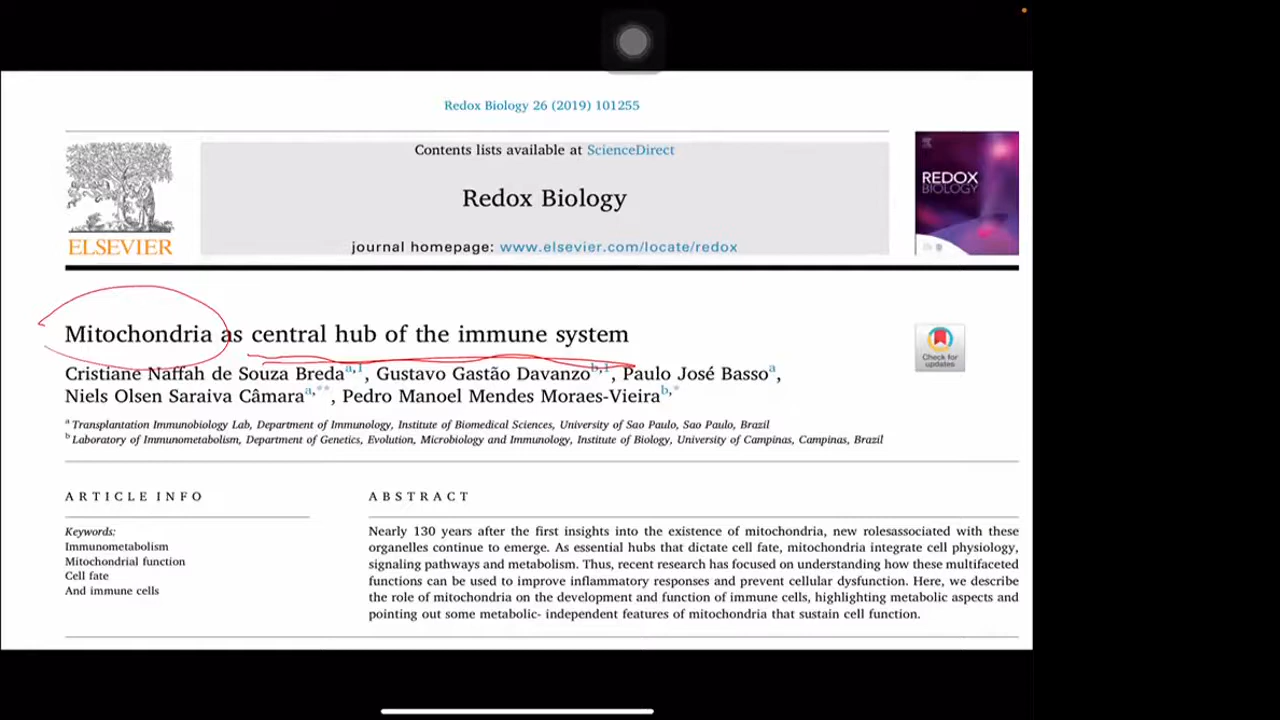 Redox Biology 26 (2019) 101255
Contents lists available at ScienceDirect
Redox Biology
journal homepage: www.elsevier.com/locate/redox
ELSEVIER
REDOX
BIOLOGY
Mitochondria as central hub of the immune system
Check for
updates
Cristiane Naffah de Souza Breda a,1, Gustavo Gastão Davanzo b,1, Paulo José Basso a,
Niels Olsen Saraiva Câmara a,**, Pedro Manoel Mendes Moraes-Vieira b,*
a Transplantation Immunobiology Lab, Department of Immunology, Institute of Biomedical Sciences, University of Sao Paulo, Sao Paulo, Brazil
b Laboratory of Immunometabolism, Department of Genetics, Evolution, Microbiology and Immunology, Institute of Biology, University of Campinas, Campinas, Brazil
ARTICLE INFO
Keywords:
Immunometabolism
Mitochondrial function
Cell fate
And immune cells
ABSTRACT
Nearly 130 years after the first insights into the existence of mitochondria, new rolesassociated with these
organelles continue to emerge. As essential hubs that dictate cell fate, mitochondria integrate cell physiology,
signaling pathways and metabolism. Thus, recent research has focused on understanding how these multifaceted
functions can be used to improve inflammatory responses and prevent cellular dysfunction. Here, we describe
the role of mitochondria on the development and function of immune cells, highlighting metabolic aspects and
pointing out some metabolic- independent features of mitochondria that sustain cell function.